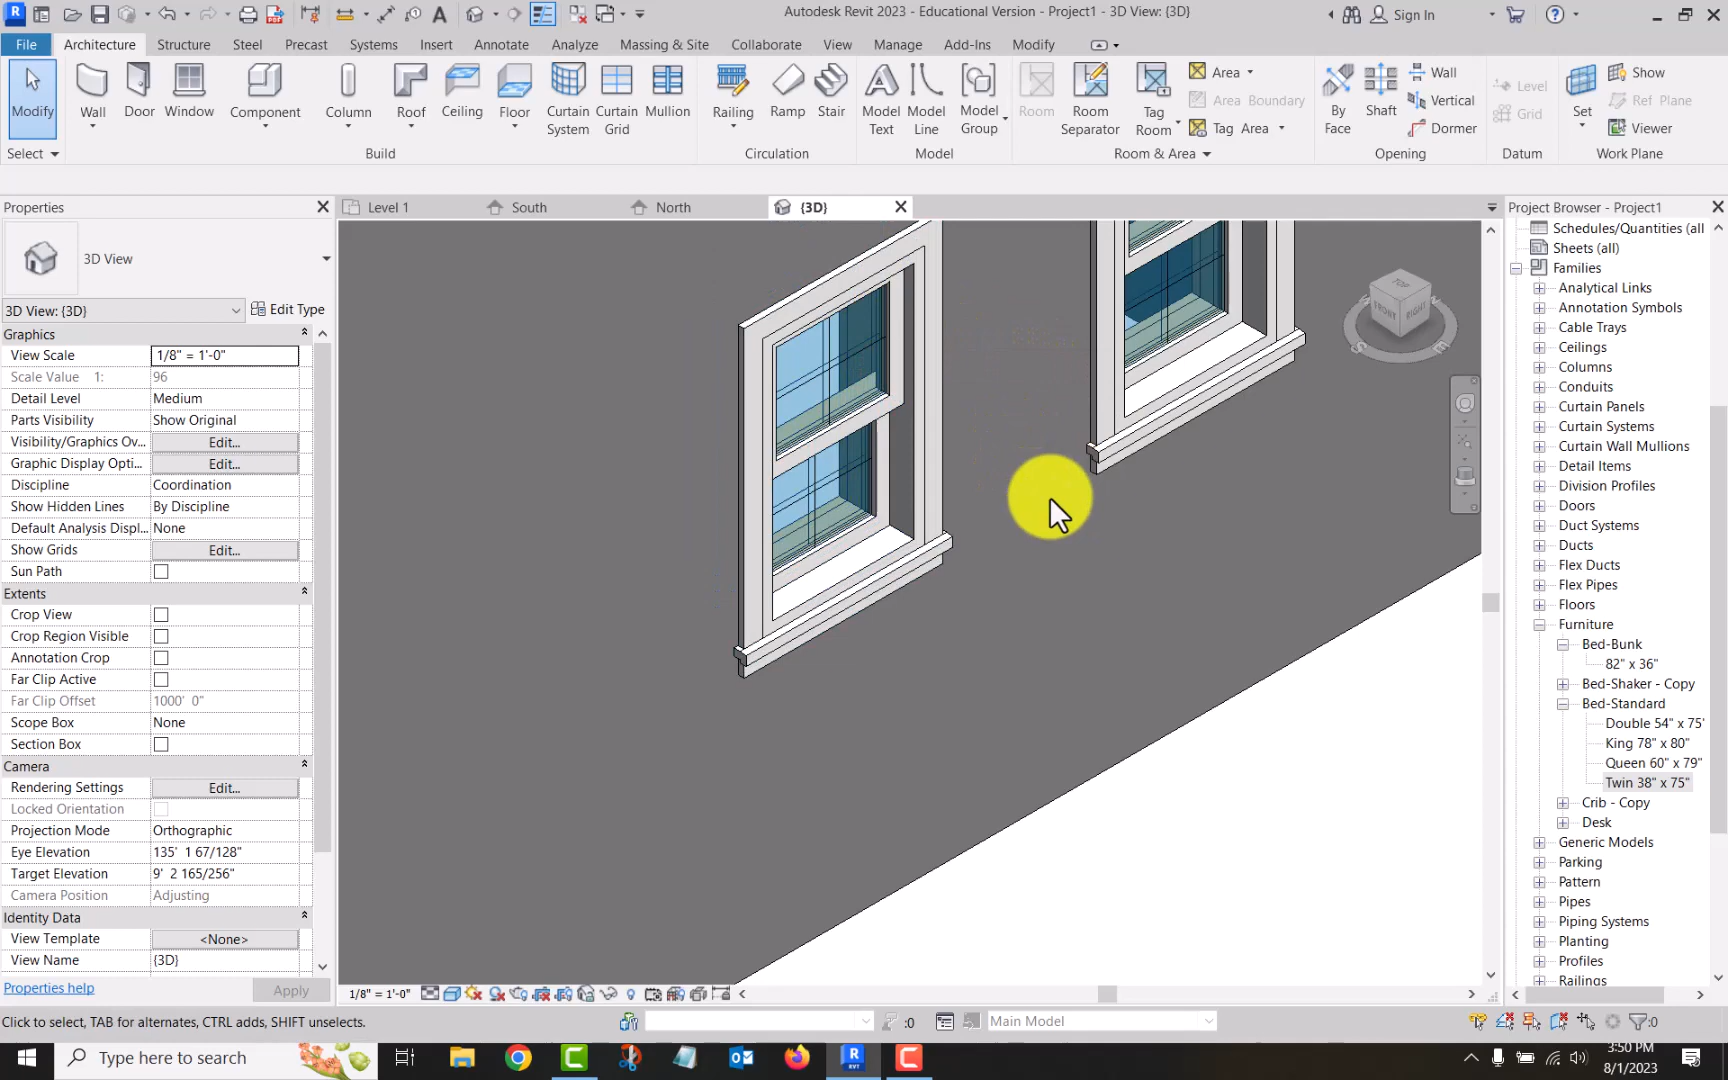 Autodesk Revit 2023 - Educational Version - Project1 - 3D View: {3D}
Sign In
File Architecture Structure Steel Precast Systems Insert Annotate Analyze Massing & Site Collaborate View Manage Add-Ins Modify
Modify
Wall
Door
Window
Component
Column
Roof
Ceiling
Floor
Curtain System
Curtain Grid
Mullion
Railing
Ramp
Stair
Model Text
Model Line
Model Group
Room
Room Separator
Tag Room
Area
Area Boundary
Tag Area
By Face
Shaft
Wall
Vertical
Dormer
Level
Grid
Set
Show
Ref Plane
Viewer
Select
Build
Circulation
Model
Room & Area
Opening
Datum
Work Plane
Properties
3D View
3D View: {3D}
Edit Type
Graphics
View Scale 1/8" = 1'-0"
Scale Value 1: 96
Detail Level Medium
Parts Visibility Show Original
Visibility/Graphics Ov... Edit...
Graphic Display Opti... Edit...
Discipline Coordination
Show Hidden Lines By Discipline
Default Analysis Displ... None
Show Grids Edit...
Sun Path
Extents
Crop View
Crop Region Visible
Annotation Crop
Far Clip Active
Far Clip Offset 1000' 0"
Scope Box None
Section Box
Camera
Rendering Settings Edit...
Locked Orientation
Projection Mode Orthographic
Eye Elevation 135' 1 67/128"
Target Elevation 9' 2 165/256"
Camera Position Adjusting
Identity Data
View Template <None>
View Name {3D}
Properties help
Apply
Level 1
South
North
{3D}
TOP
FRONT
RIGHT
S
E
Project Browser - Project1
Schedules/Quantities (all
Sheets (all)
Families
Analytical Links
Annotation Symbols
Cable Trays
Ceilings
Columns
Conduits
Curtain Panels
Curtain Systems
Curtain Wall Mullions
Detail Items
Division Profiles
Doors
Duct Systems
Ducts
Flex Ducts
Flex Pipes
Floors
Furniture
Bed-Bunk
82" x 36"
Bed-Shaker - Copy
Bed-Standard
Double 54" x 75'
King 78" x 80"
Queen 60" x 79"
Twin 38" x 75"
Crib - Copy
Desk
Generic Models
Parking
Pattern
Pipes
Piping Systems
Planting
Profiles
Railings
1/8" = 1'-0"
Click to select, TAB for alternates, CTRL adds, SHIFT unselects.
:0
Main Model
:0
Type here to search
3:50 PM
8/1/2023